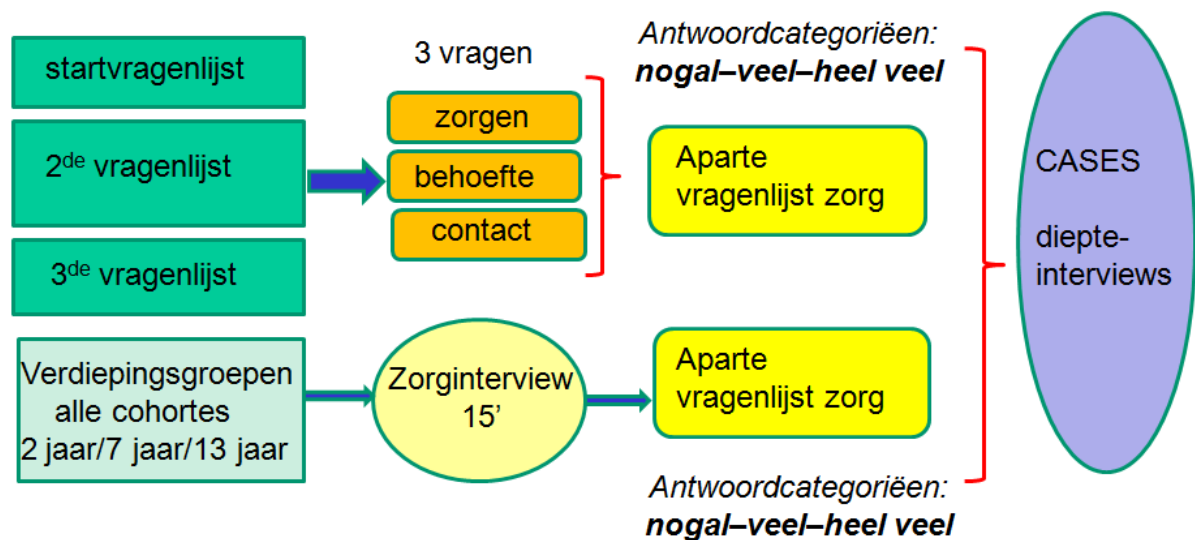 startvragenlijst
2de vragenlijst
3de vragenlijst
3 vragen
zorgen
behoefte
contact
Antwoordcategoriëen:
nogal–veel–heel veel
Aparte
vragenlijst zorg
CASES
diepte-
interviews
Verdiepingsgroepen
alle cohortes
2 jaar/7 jaar/13 jaar
Zorginterview
15’
Aparte
vragenlijst zorg
Antwoordcategoriëen:
nogal–veel–heel veel